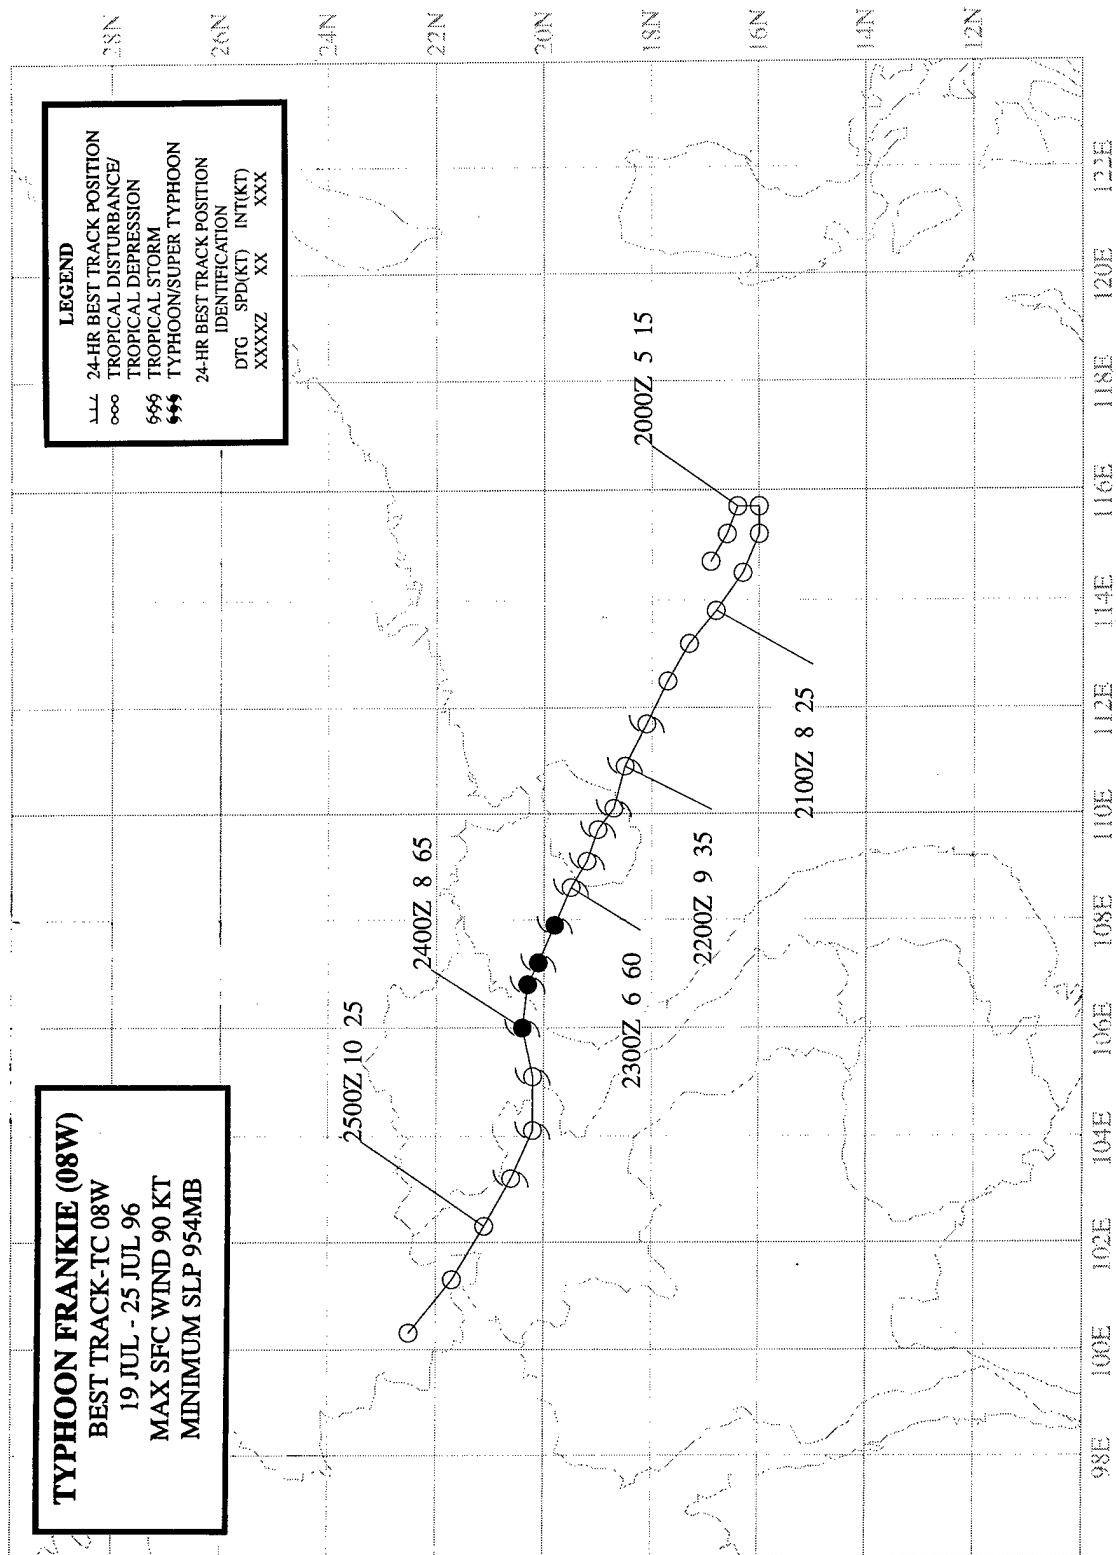 TYPHOON FRANKIE (08W)
BEST TRACK-TC 08W
19 JUL - 25 JUL 96
MAX SFC WIND 90 KT
MINIMUM SLP 954MB
LEGEND
24-HR BEST TRACK POSITION
TROPICAL DISTURBANCE/
TROPICAL DEPRESSION
TROPICAL STORM
TYPHOON/SUPER TYPHOON
24-HR BEST TRACK POSITION
IDENTIFICATION
DTG SPD(KT) INT(KT)
XXXXZ XX XXX
28N
26N
24N
22N
20N
18N
16N
14N
12N
2500Z 10 25
2400Z 8 65
2300Z 6 60
2200Z 9 35
2100Z 8 25
2000Z 5 15
98E
100E
102E
104E
106E
108E
110E
112E
114E
116E
118E
120E
122E